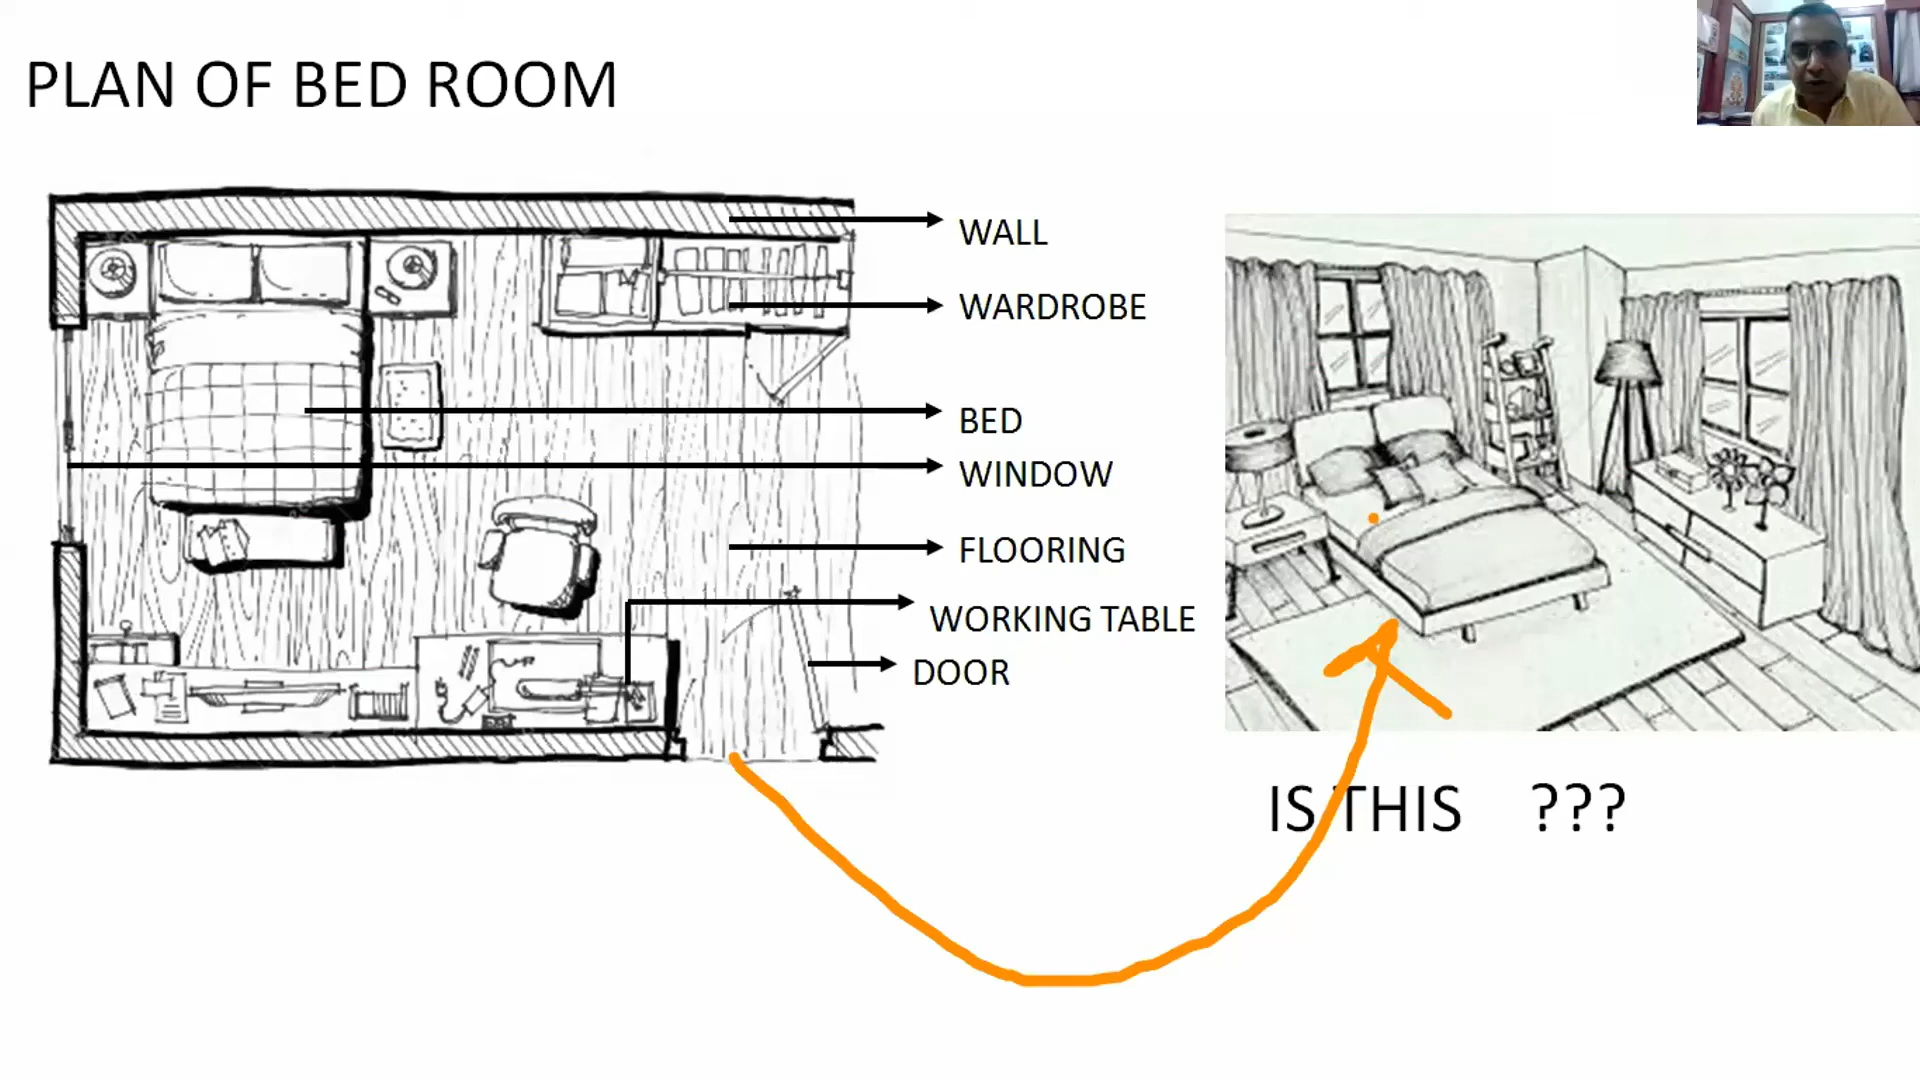 PLAN OF BED ROOM
WALL
WARDROBE
BED
WINDOW
FLOORING
WORKING TABLE
DOOR
IS THIS ???